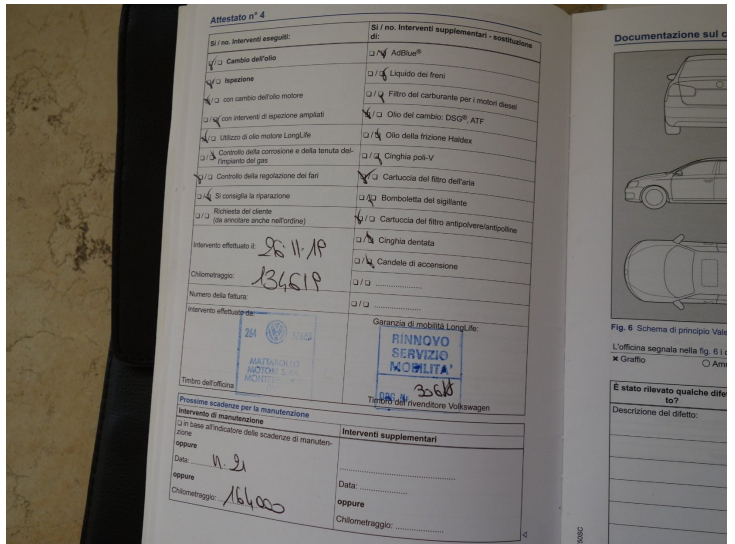 Attestato n° 4
Sì / no. Interventi eseguiti:
❑ / ❑ Cambio dell'olio
❑ / ❑ Ispezione
❑ / ❑ con cambio dell'olio motore
❑ / ❑ con interventi di ispezione ampliati
❑ / ❑ Utilizzo di olio motore LongLife
❑ / ❑ Controllo della corrosione e della tenuta del-
l'impianto del gas
❑ / ❑ Controllo della regolazione dei fari
❑ / ❑ Si consiglia la riparazione
❑ / ❑ Richiesta del cliente
(da annotare anche nell'ordine)
Intervento effettuato il: 26.11.19
Chilometraggio: 134619
Numero della fattura:
Intervento effettuato da:
264
MATTAROLLO
MOTORI S.R.L.
Timbro dell'officina
Sì / no. Interventi supplementari - sostituzione
di:
❑ / ❑ AdBlue®
❑ / ❑ Liquido dei freni
❑ / ❑ Filtro del carburante per i motori diesel
❑ / ❑ Olio del cambio: DSG®, ATF
❑ / ❑ Olio della frizione Haldex
❑ / ❑ Cinghia poli-V
❑ / ❑ Cartuccia del filtro dell'aria
❑ / ❑ Bomboletta del sigillante
❑ / ❑ Cartuccia del filtro antipolvere/antipolline
❑ / ❑ Cinghia dentata
❑ / ❑ Candele di accensione
❑ / ❑ ....................
❑ / ❑ ....................
Garanzia di mobilità LongLife:
RINNOVO
SERVIZIO
MOBILITA'
Timbro del rivenditore Volkswagen
Prossime scadenze per la manutenzione
Intervento di manutenzione
❑ in base all'indicatore delle scadenze di manuten-
zione
oppure
Data: 11.21
oppure
Chilometraggio: 164000
Interventi supplementari
Data: ....................
oppure
Chilometraggio: ....................
Documentazione sul
Fig. 6 Schema di principio
L'officina segnala nella fig. 6 i
× Graffio
È stato rilevato qualche
to?
Descrizione del difetto: